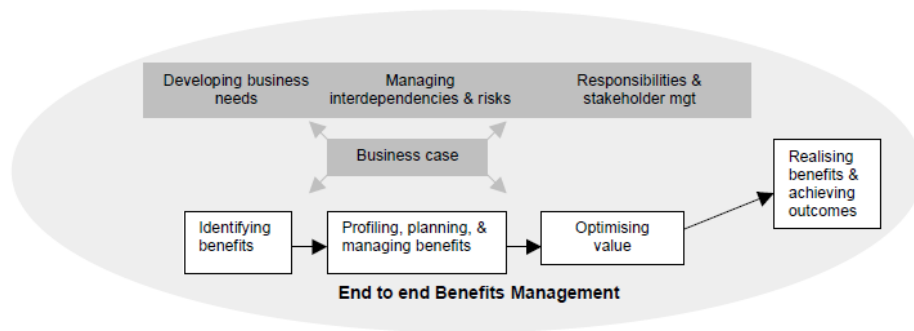 Developing business
needs
Managing
interdependencies & risks
Responsibilities &
stakeholder mgt
Business case
Realising
benefits &
achieving
outcomes
Identifying
benefits
Profiling, planning, &
managing benefits
Optimising
value
End to end Benefits Management